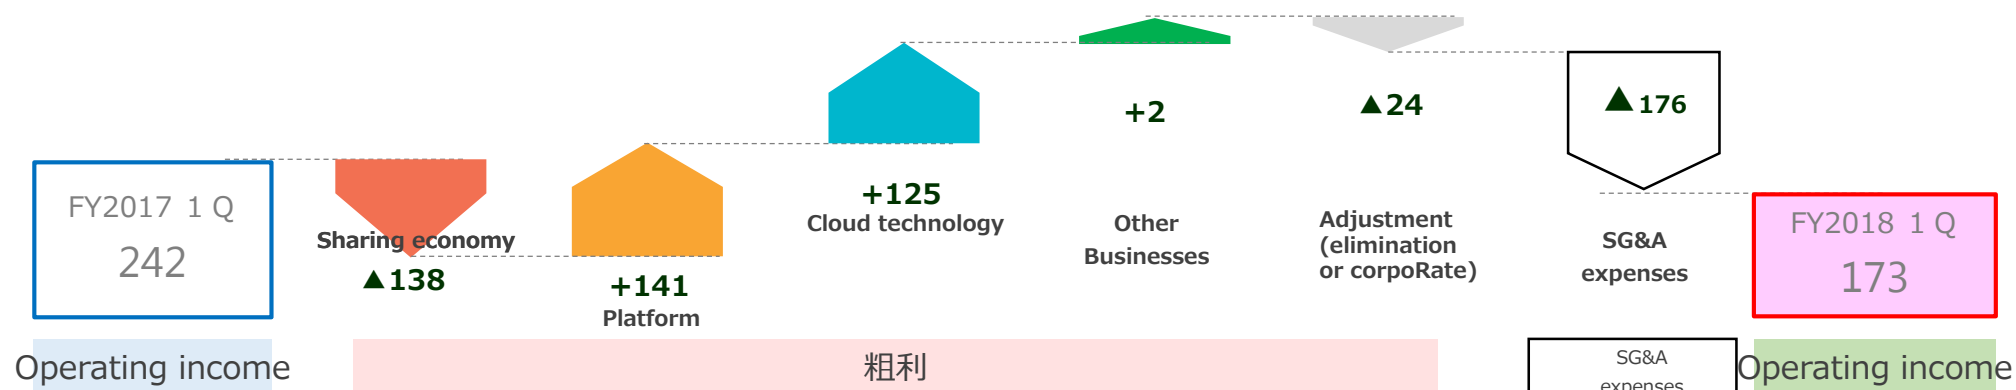 +2
▲24
▲176
FY2017 1 Q
242
Sharing economy
▲138
+141
Platform
+125
Cloud technology
Other
Businesses
Adjustment
(elimination
or corpoRate)
SG&A
expenses
FY2018 1 Q
173
Operating income
粗利
SG&A
expenses
Operating income